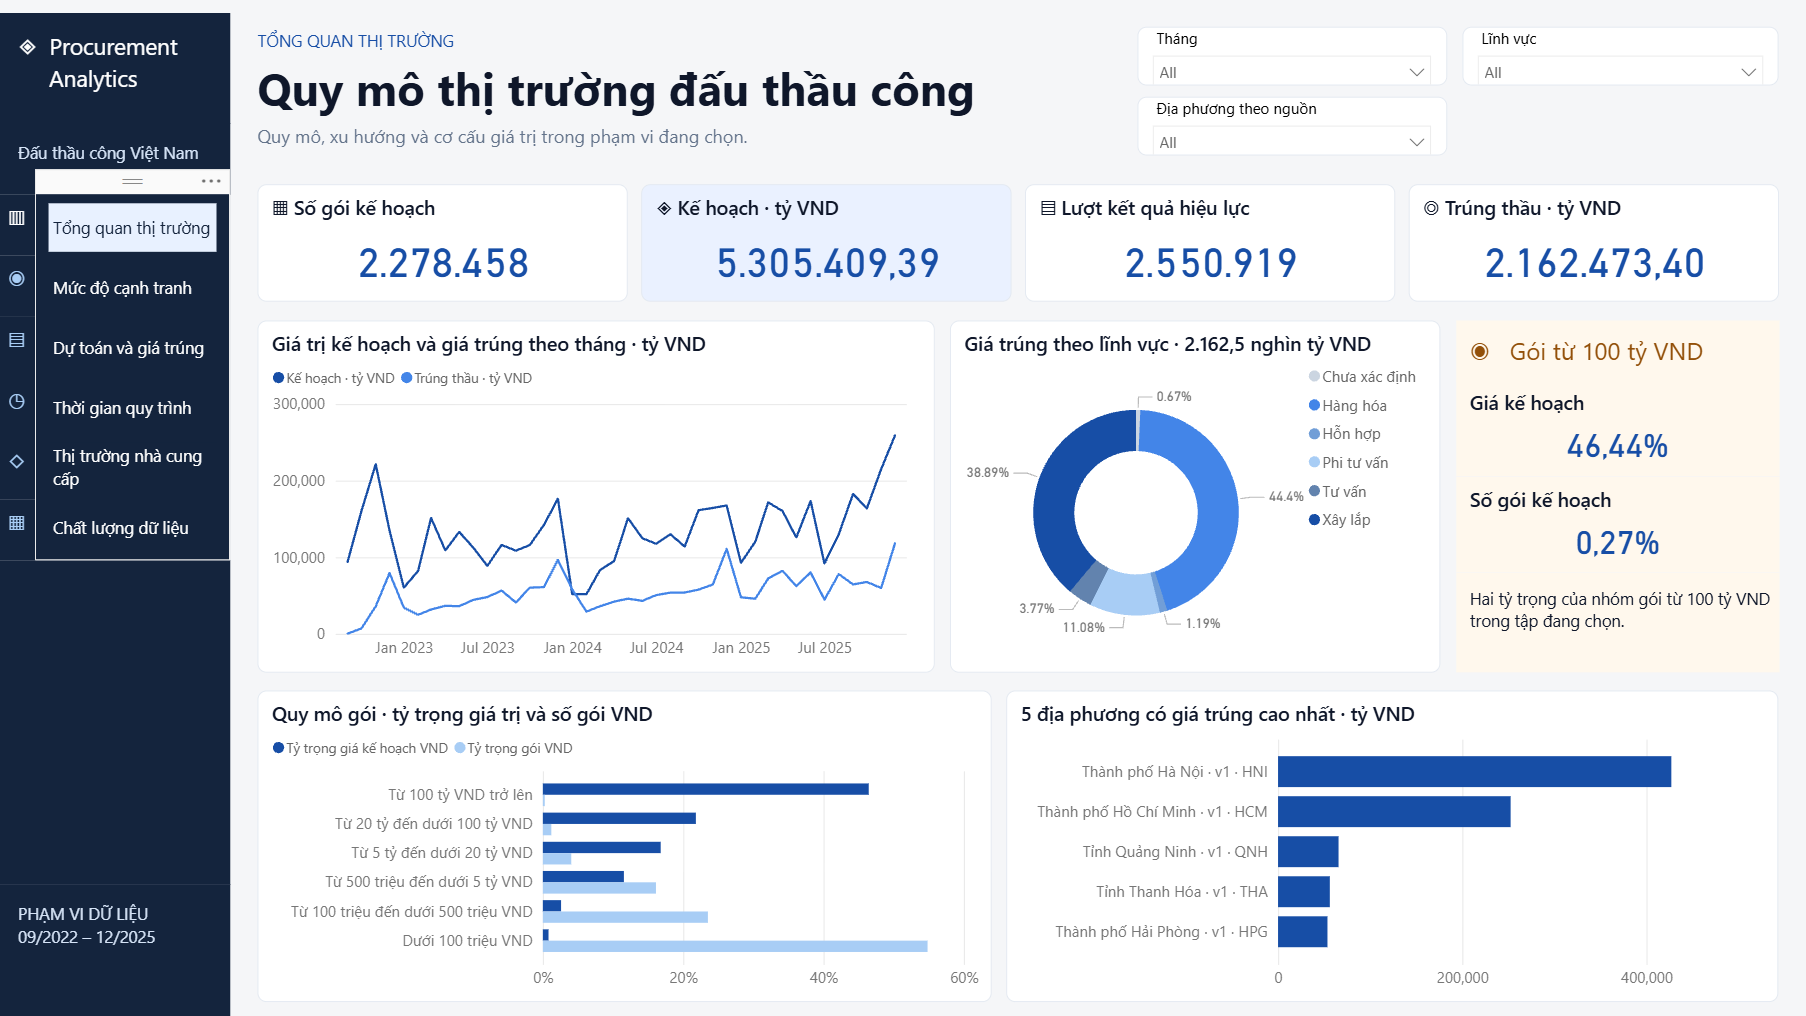 Procurement
Analytics
Đấu thầu công Việt Nam
Tổng quan thị trường
Mức độ cạnh tranh
Dự toán và giá trúng
Thời gian quy trình
Thị trường nhà cung
cấp
Chất lượng dữ liệu
PHẠM VI DỮ LIỆU
09/2022 – 12/2025
TỔNG QUAN THỊ TRƯỜNG
Quy mô thị trường đấu thầu công
Quy mô, xu hướng và cơ cấu giá trị trong phạm vi đang chọn.
Tháng
All
Lĩnh vực
All
Địa phương theo nguồn
All
Số gói kế hoạch
2.278.458
Kế hoạch · tỷ VND
5.305.409,39
Lượt kết quả hiệu lực
2.550.919
Trúng thầu · tỷ VND
2.162.473,40
Giá trị kế hoạch và giá trúng theo tháng · tỷ VND
Kế hoạch · tỷ VND Trúng thầu · tỷ VND
300,000
200,000
100,000
0
Jan 2023 Jul 2023 Jan 2024 Jul 2024 Jan 2025 Jul 2025
Giá trúng theo lĩnh vực · 2.162,5 nghìn tỷ VND
0.67%
44.4%
1.19%
11.08%
3.77%
38.89%
Chưa xác định
Hàng hóa
Hỗn hợp
Phi tư vấn
Tư vấn
Xây lắp
Gói từ 100 tỷ VND
Giá kế hoạch
46,44%
Số gói kế hoạch
0,27%
Hai tỷ trọng của nhóm gói từ 100 tỷ VND
trong tập đang chọn.
Quy mô gói · tỷ trọng giá trị và số gói VND
Tỷ trọng giá kế hoạch VND Tỷ trọng gói VND
Từ 100 tỷ VND trở lên
Từ 20 tỷ đến dưới 100 tỷ VND
Từ 5 tỷ đến dưới 20 tỷ VND
Từ 500 triệu đến dưới 5 tỷ VND
Từ 100 triệu đến dưới 500 triệu VND
Dưới 100 triệu VND
0% 20% 40% 60%
5 địa phương có giá trúng cao nhất · tỷ VND
Thành phố Hà Nội · v1 · HNI
Thành phố Hồ Chí Minh · v1 · HCM
Tỉnh Quảng Ninh · v1 · QNH
Tỉnh Thanh Hóa · v1 · THA
Thành phố Hải Phòng · v1 · HPG
0 200,000 400,000